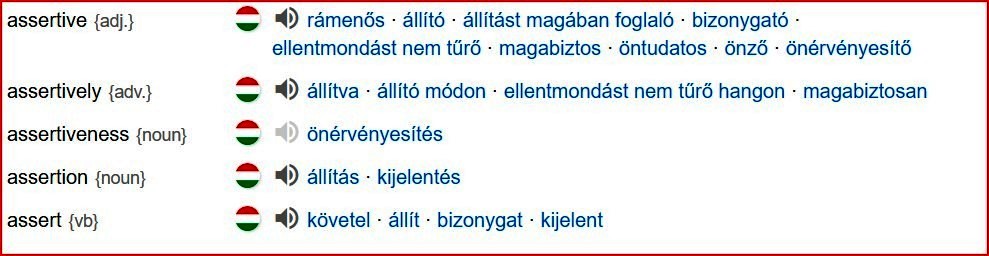 assertive {adj.} rámenős · állító · állítást magában foglaló · bizonygató ·
ellentmondást nem tűrő · magabiztos · öntudatos · önző · önérvényesítő
assertively {adv.} állítva · állító módon · ellentmondást nem tűrő hangon · magabiztosan
assertiveness {noun} önérvényesítés
assertion {noun} állítás · kijelentés
assert {vb} követel · állít · bizonygat · kijelent